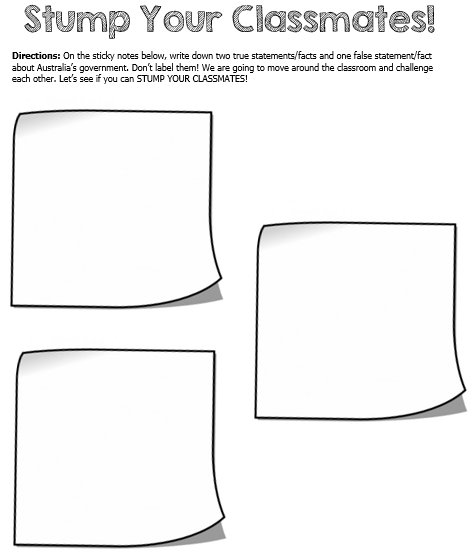 Stump Your Classmates!
Directions: On the sticky notes below, write down two true statements/facts and one false statement/fact
about Australia's government. Don't label them! We are going to move around the classroom and challenge
each other. Let's see if you can STUMP YOUR CLASSMATES!